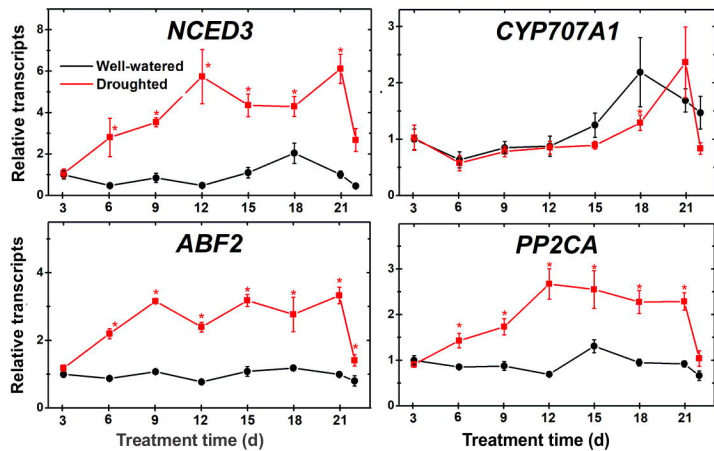 NCED3
CYP707A1
Relative transcripts
8
6
4
2
0
Well-watered
Droughted
3 6 9 12 15 18 21
3
2
1
0
3 6 9 12 15 18 21
ABF2
PP2CA
Relative transcripts
5
4
2
1
0
3 6 9 12 15 18 21
Treatment time (d)
3
2
1
0
3 6 9 12 15 18 21
Treatment time (d)